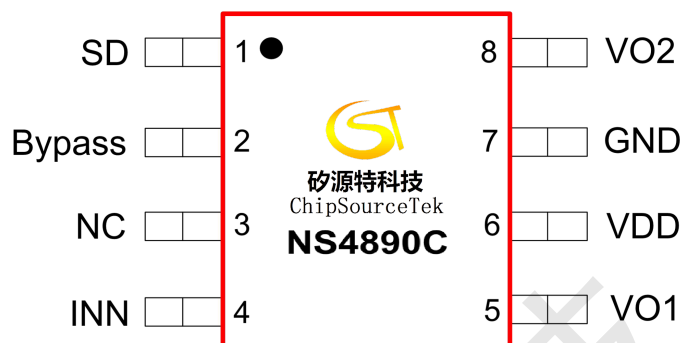 SD 1 8 VO2
Bypass 2 7 GND
矽源特科技
ChipSourceTek
NC 3 6 VDD
NS4890C
INN 4 5 VO1